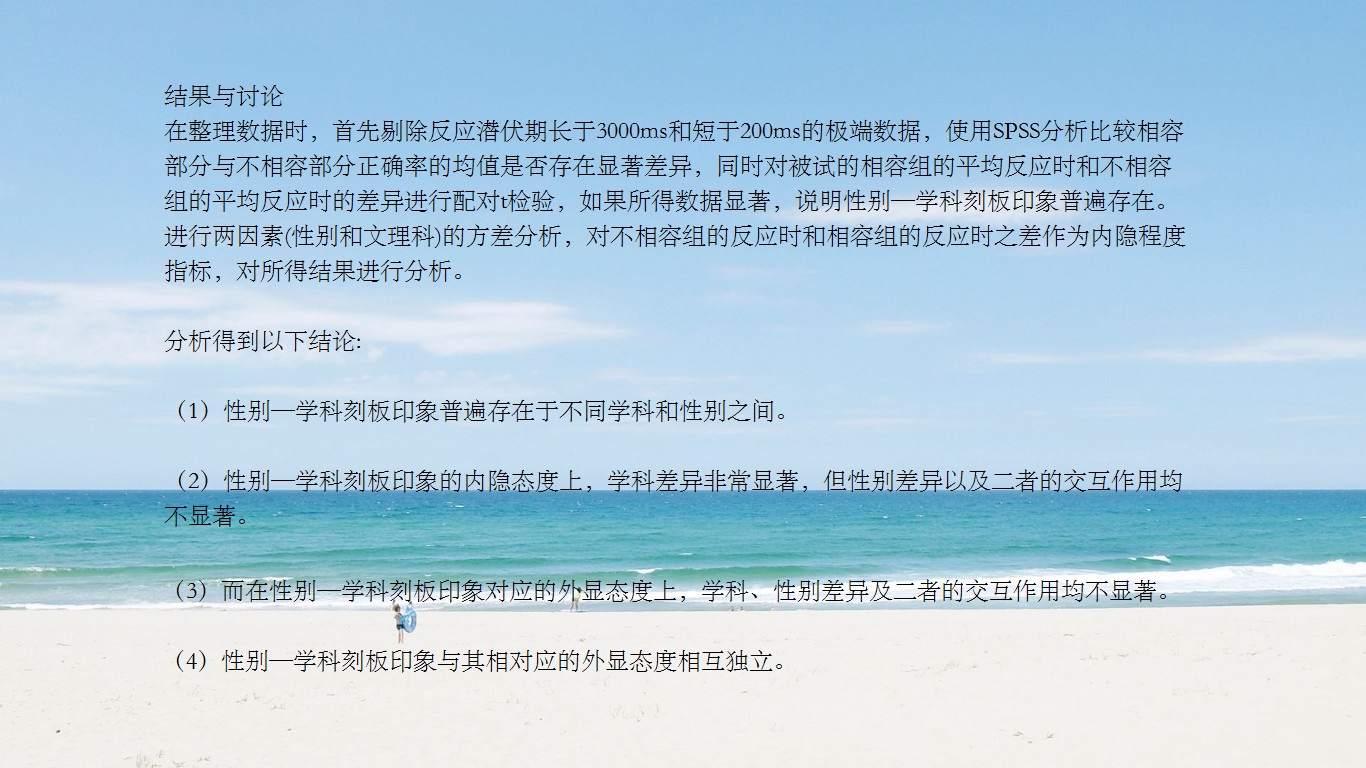 结果与讨论
在整理数据时，首先剔除反应潜伏期长于3000ms和短于200ms的极端数据，使用SPSS分析比较相容
部分与不相容部分正确率的均值是否存在显著差异，同时对被试的相容组的平均反应时和不相容
组的平均反应时的差异进行配对t检验，如果所得数据显著，说明性别—学科刻板印象普遍存在。
进行两因素(性别和文理科)的方差分析，对不相容组的反应时和相容组的反应时之差作为内隐程度
指标，对所得结果进行分析。
分析得到以下结论:
（1）性别—学科刻板印象普遍存在于不同学科和性别之间。
（2）性别—学科刻板印象的内隐态度上，学科差异非常显著，但性别差异以及二者的交互作用均
不显著。
（3）而在性别—学科刻板印象对应的外显态度上，学科、性别差异及二者的交互作用均不显著。
（4）性别—学科刻板印象与其相对应的外显态度相互独立。